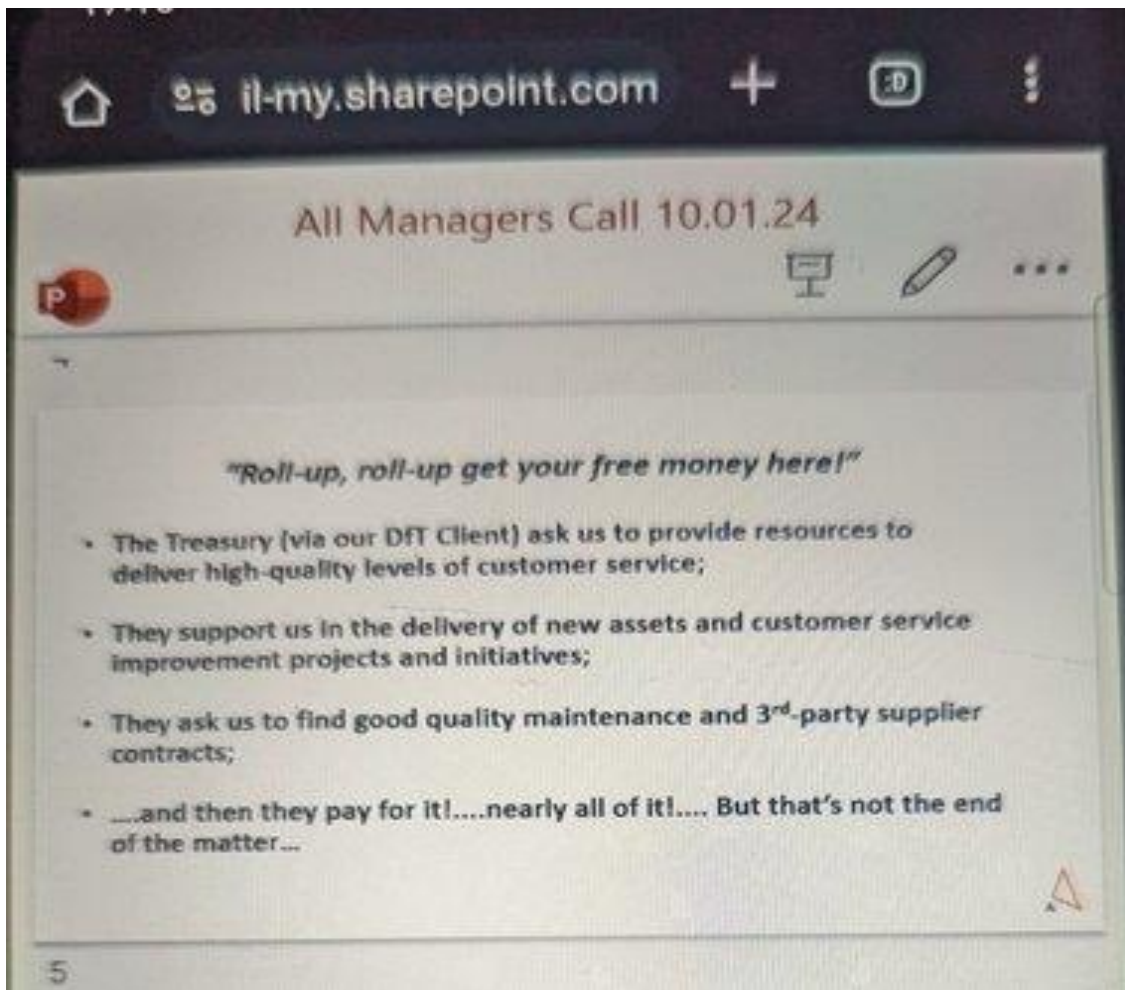 il-my.sharepoint.com
:D
All Managers Call 10.01.24
P
"Roll-up, roll-up get your free money here!"
• The Treasury (via our DfT Client) ask us to provide resources to
deliver high-quality levels of customer service;
• They support us in the delivery of new assets and customer service
improvement projects and initiatives;
• They ask us to find good quality maintenance and 3rd-party supplier
contracts;
• ....and then they pay for it!....nearly all of it!.... But that's not the end
of the matter...
5